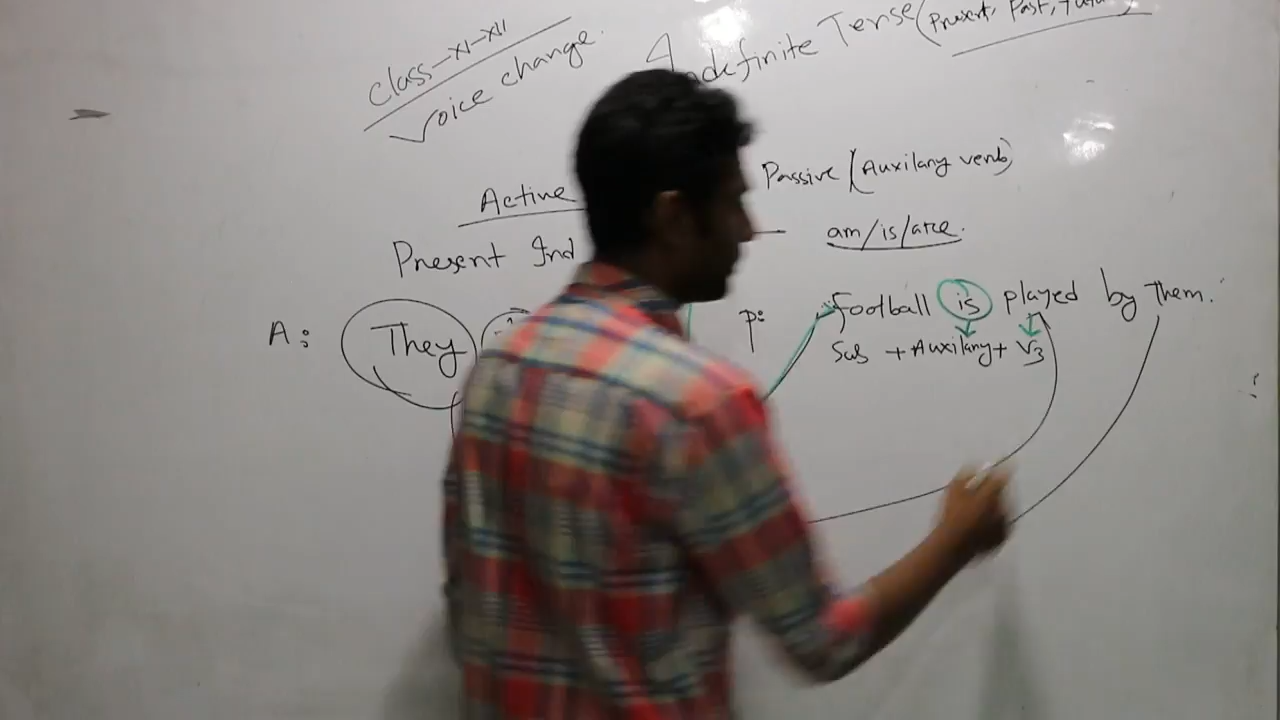 class-XI-XII
Voice change.
Indefinite Tense (Present, Past,
Active
Passive (Auxilary verb)
Present Ind
am/is/are.
A: They
P: Football is played by Them.
Sub + Auxilary + V3